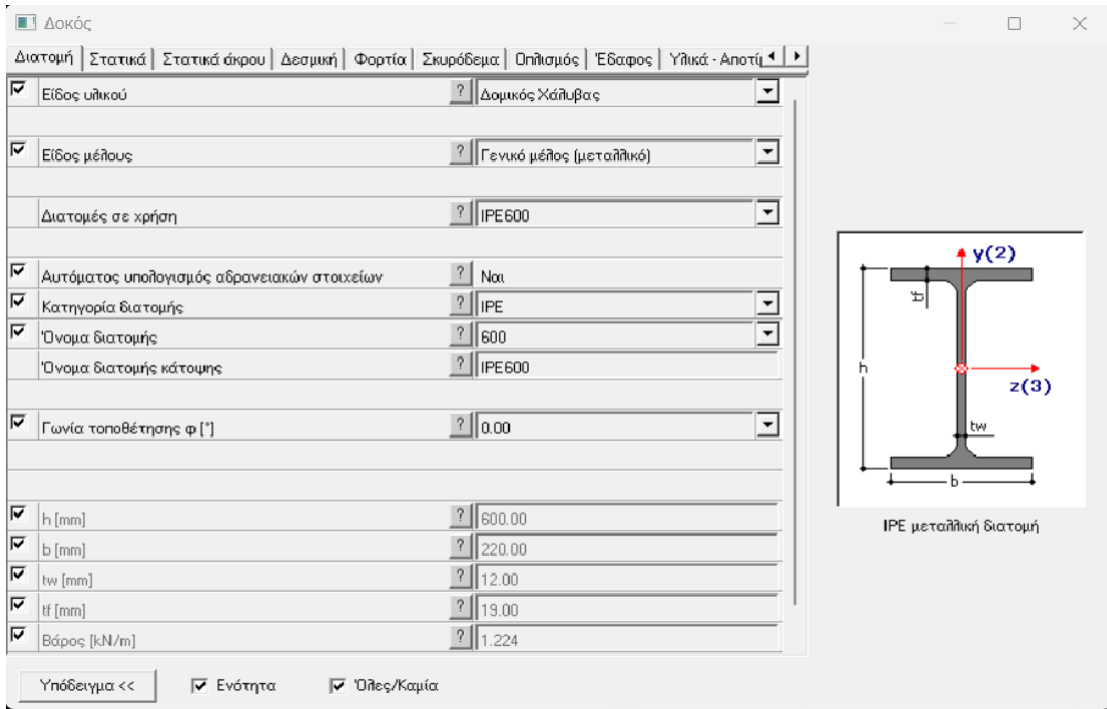 Δοκός
Διατομή Στατικά Στατικά άκρου Δεσμική Φορτία Σκυρόδεμα Οπλισμός Έδαφος Υλικά - Αποτί
Είδος υλικού ? Δομικός Χάλυβας
Είδος μέλους ? Γενικό μέλος (μεταλλικό)
Διατομές σε χρήση ? IPE600
Αυτόματος υπολογισμός αδρανειακών στοιχείων ? Ναι
Κατηγορία διατομής ? IPE
Όνομα διατομής ? 600
Όνομα διατομής κάτοψης ? IPE600
Γωνία τοποθέτησης φ [°] ? 0.00
h [mm] ? 600.00
b [mm] ? 220.00
tw [mm] ? 12.00
tf [mm] ? 19.00
Βάρος [kN/m] ? 1.224
y(2)
tf
h
z(3)
tw
b
IPE μεταλλική διατομή
Υπόδειγμα << Ενότητα Όλες/Καμία